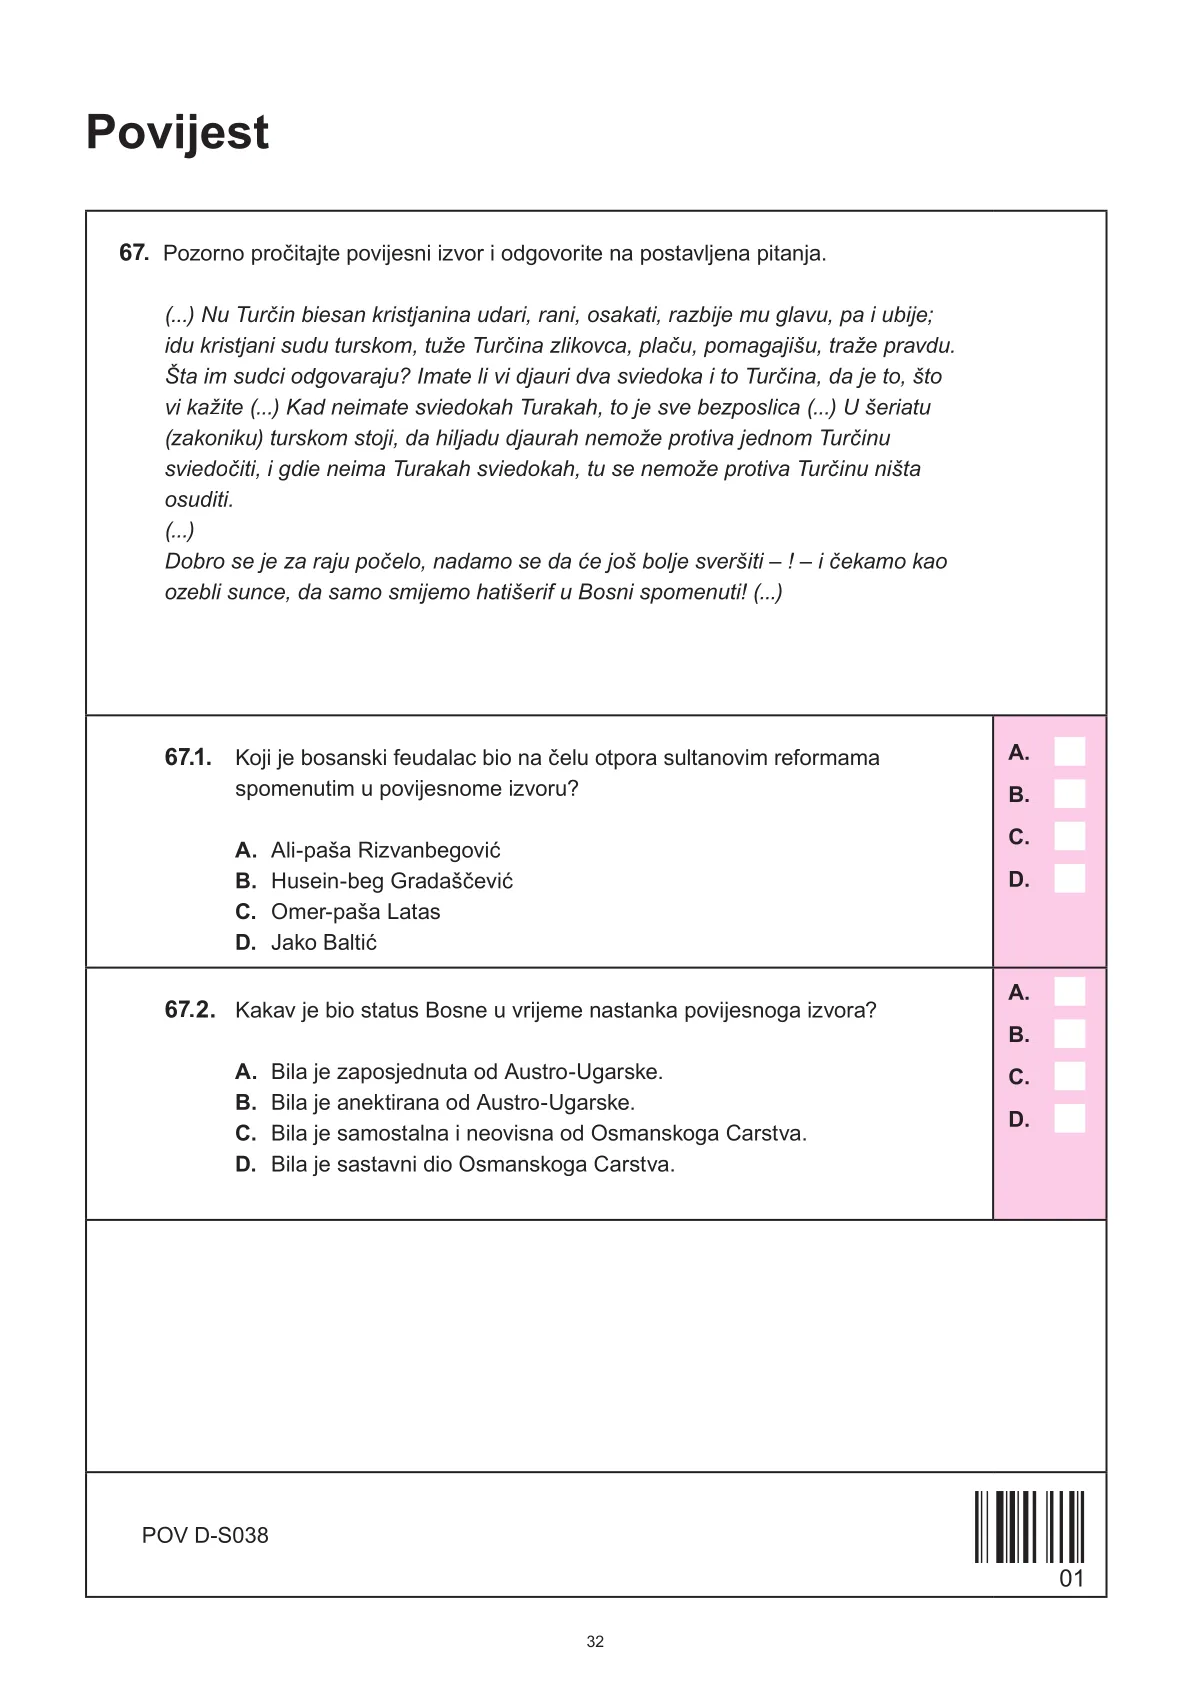 Povijest
67. Pozorno pročitajte povijesni izvor i odgovorite na postavljena pitanja.
(...) Nu Turčin biesan kristjanina udari, rani, osakati, razbije mu glavu, pa i ubije;
idu kristjani sudu turskom, tuže Turčina zlikovca, plaču, pomagajišu, traže pravdu.
Šta im sudci odgovaraju? Imate li vi djauri dva sviedoka i to Turčina, da je to, što
vi kažite (...) Kad neimate sviedokah Turakah, to je sve bezposlica (...) U šeriatu
(zakoniku) turskom stoji, da hiljadu djaurah nemože protiva jednom Turčinu
sviedočiti, i gdie neima Turakah sviedokah, tu se nemože protiva Turčinu ništa
osuditi.
(...)
Dobro se je za raju počelo, nadamo se da će još bolje sveršiti – ! – i čekamo kao
ozebli sunce, da samo smijemo hatišerif u Bosni spomenuti! (...)
67.1. Koji je bosanski feudalac bio na čelu otpora sultanovim reformama
spomenutim u povijesnome izvoru?
A. Ali-paša Rizvanbegović
B. Husein-beg Gradaščević
C. Omer-paša Latas
D. Jako Baltić
A.
B.
C.
D.
67.2. Kakav je bio status Bosne u vrijeme nastanka povijesnoga izvora?
A. Bila je zaposjednuta od Austro-Ugarske.
B. Bila je anektirana od Austro-Ugarske.
C. Bila je samostalna i neovisna od Osmanskoga Carstva.
D. Bila je sastavni dio Osmanskoga Carstva.
A.
B.
C.
D.
POV D-S038
01
32